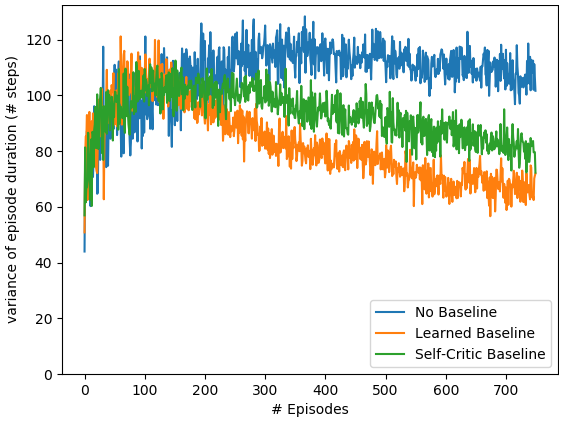 variance of episode duration (# steps)
120
100
80
60
40
20
0
0 100 200 300 400 500 600 700
# Episodes
No Baseline
Learned Baseline
Self-Critic Baseline